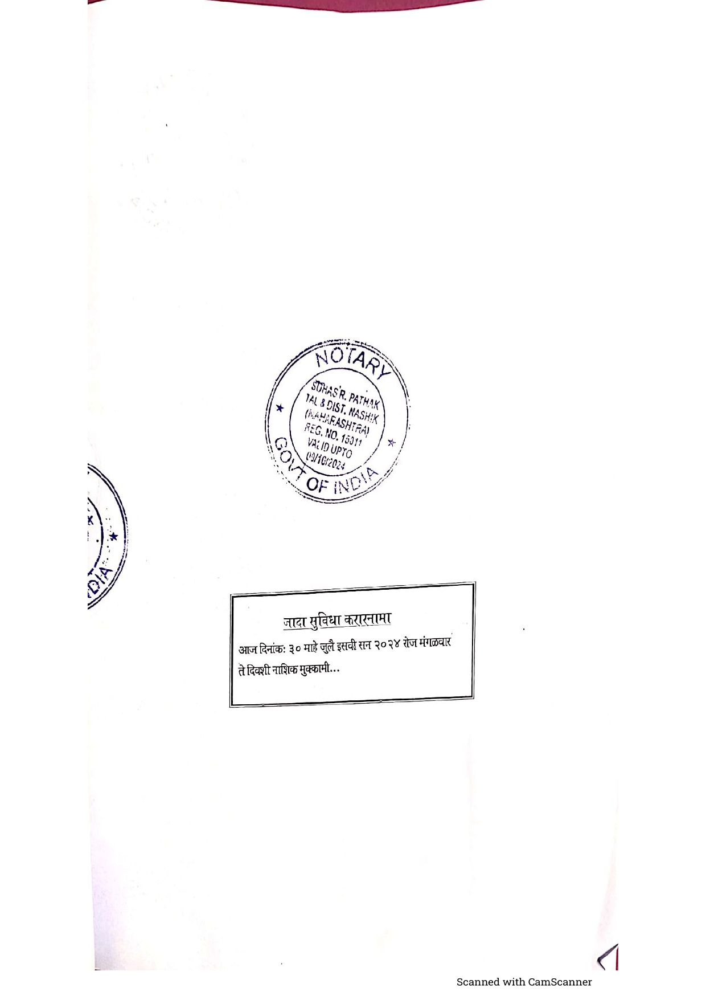 NOTARY
SUHAS R. PATHAK
TAL & DIST. NASHIK
(MAHARASHTRA)
REG. NO. 15011
VALID UPTO
09/10/2024
GOVT OF INDIA
DIA
जादा सुविधा करारनामा
आज दिनांकः ३० माहे जुलै इसवी सन २०२४ रोज मंगळवार
ते दिवशी नाशिक मुक्कामी...
Scanned with CamScanner